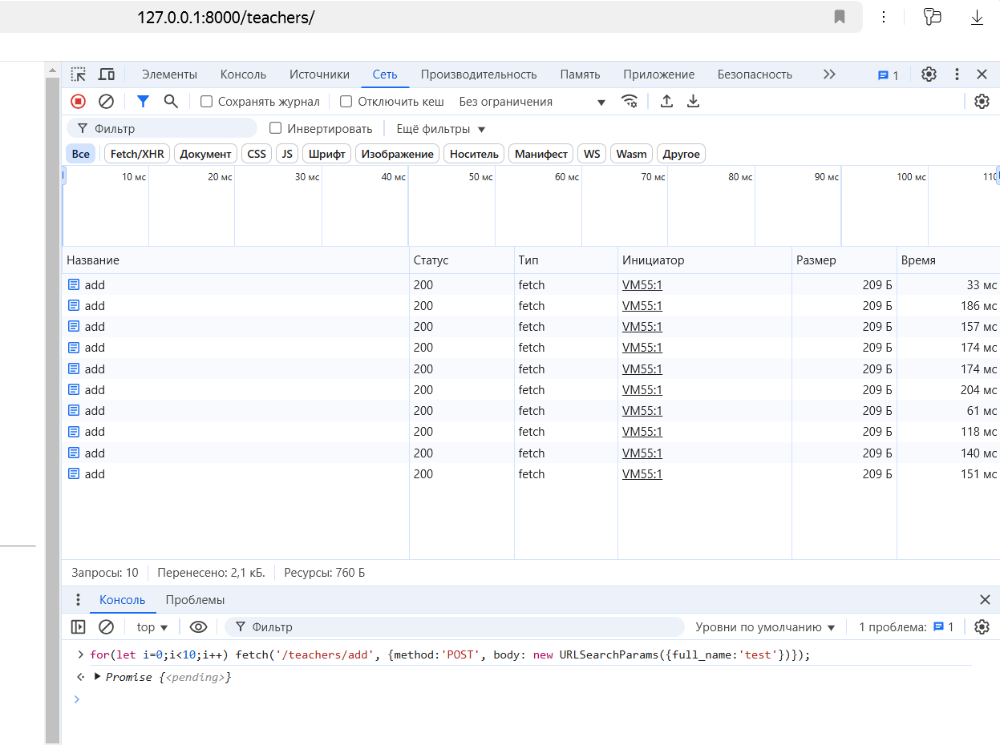 127.0.0.1:8000/teachers/
Элементы Консоль Источники Сеть Производительность Память Приложение Безопасность 1
Сохранять журнал Отключить кеш Без ограничения
Фильтр Инвертировать Ещё фильтры
Все Fetch/XHR Документ CSS JS Шрифт Изображение Носитель Манифест WS Wasm Другое
10 мс 20 мс 30 мс 40 мс 50 мс 60 мс 70 мс 80 мс 90 мс 100 мс 110
Название Статус Тип Инициатор Размер Время
add 200 fetch VM55:1 209 Б 33 мс
add 200 fetch VM55:1 209 Б 186 мс
add 200 fetch VM55:1 209 Б 157 мс
add 200 fetch VM55:1 209 Б 174 мс
add 200 fetch VM55:1 209 Б 174 мс
add 200 fetch VM55:1 209 Б 204 мс
add 200 fetch VM55:1 209 Б 61 мс
add 200 fetch VM55:1 209 Б 118 мс
add 200 fetch VM55:1 209 Б 140 мс
add 200 fetch VM55:1 209 Б 151 мс
Запросы: 10 Перенесено: 2,1 кБ. Ресурсы: 760 Б
Консоль Проблемы
top Фильтр Уровни по умолчанию 1 проблема: 1
for(let i=0;i<10;i++) fetch('/teachers/add', {method:'POST', body: new URLSearchParams({full_name:'test'})});
Promise {<pending>}